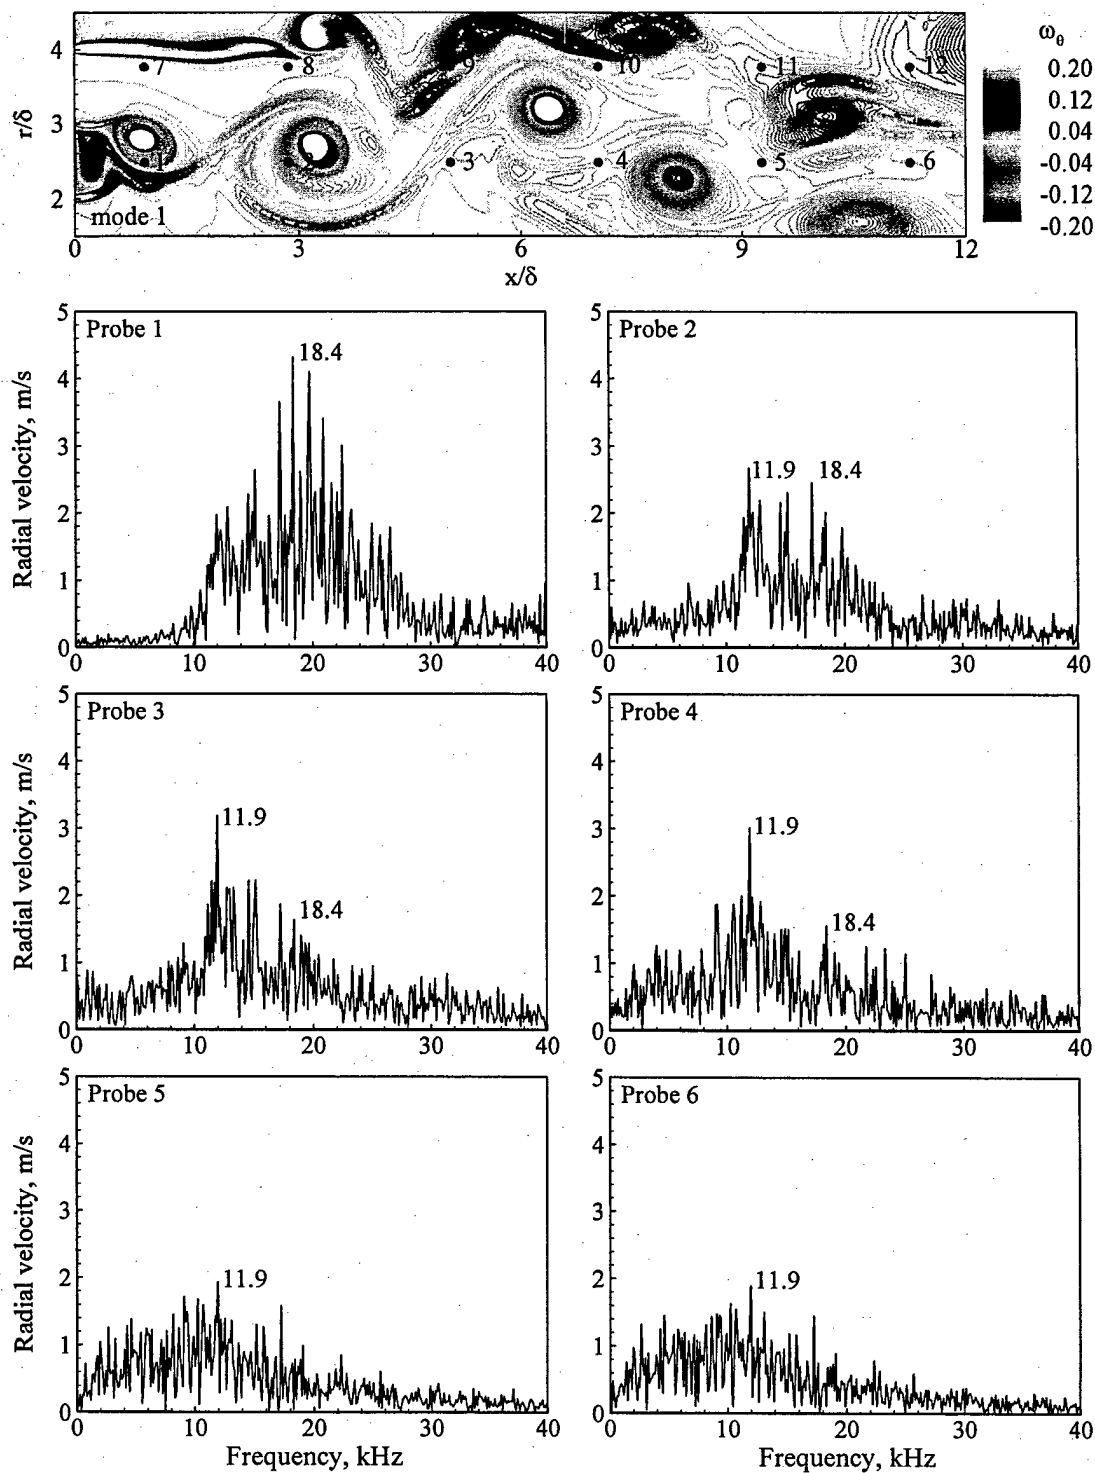 ωθ
4
3
2
r/δ
0.20
0.12
0.04
-0.04
-0.12
-0.20
7 8 9 10 11 12
1 2 3 4 5 6
mode 1
0 3 6 9 12
x/δ
Probe 1
18.4
Radial velocity, m/s
5
4
3
2
1
0
0 10 20 30 40
Probe 2
11.9 18.4
5
4
3
2
1
0
0 10 20 30 40
Probe 3
11.9
18.4
Radial velocity, m/s
5
4
3
2
1
0
0 10 20 30 40
Probe 4
11.9
18.4
5
4
3
2
1
0
0 10 20 30 40
Probe 5
11.9
Radial velocity, m/s
5
4
3
2
1
0
0 10 20 30 40
Frequency, kHz
Probe 6
11.9
5
4
3
2
1
0
0 10 20 30 40
Frequency, kHz